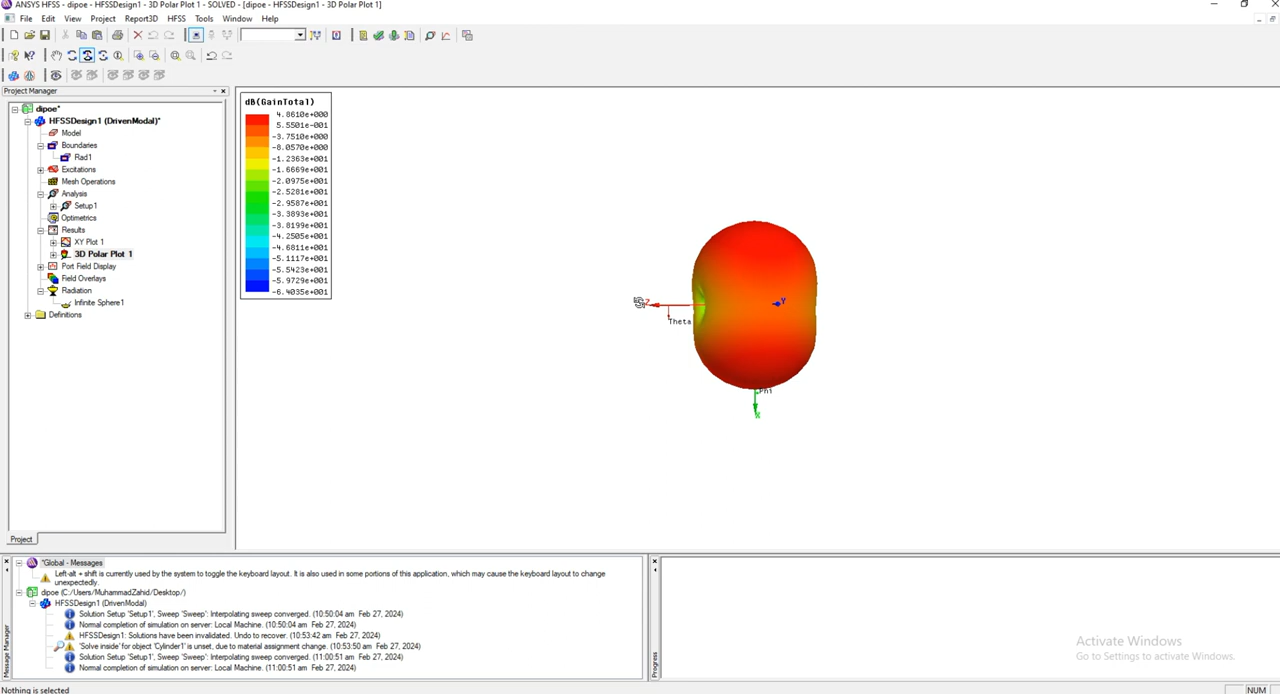 ANSYS HFSS - dipoe - HFSSDesign1 - 3D Polar Plot 1 - SOLVED - [dipoe - HFSSDesign1 - 3D Polar Plot 1]
File Edit View Project Report3D HFSS Tools Window Help
Project Manager
dipoe*
HFSSDesign1 (DrivenModal)*
Model
Boundaries
Rad1
Excitations
Mesh Operations
Analysis
Setup1
Optimetrics
Results
XY Plot 1
3D Polar Plot 1
Port Field Display
Field Overlays
Radiation
Infinite Sphere1
Definitions
Project
dB(GainTotal)
4.8610e+000
5.5501e-001
-3.7510e+000
-8.0570e+000
-1.2363e+001
-1.6669e+001
-2.0975e+001
-2.5281e+001
-2.9587e+001
-3.3893e+001
-3.8199e+001
-4.2505e+001
-4.6811e+001
-5.1117e+001
-5.5423e+001
-5.9729e+001
-6.4035e+001
Z
Y
Theta
Phi
X
*Global - Messages
Left-alt + shift is currently used by the system to toggle the keyboard layout. It is also used in some portions of this application, which may cause the keyboard layout to change
unexpectedly.
dipoe (C:/Users/MuhammadZahid/Desktop/)
HFSSDesign1 (DrivenModal)
Solution Setup 'Setup1', Sweep 'Sweep': Interpolating sweep converged. (10:50:04 am Feb 27, 2024)
Normal completion of simulation on server: Local Machine. (10:50:04 am Feb 27, 2024)
HFSSDesign1: Solutions have been invalidated. Undo to recover. (10:53:42 am Feb 27, 2024)
'Solve inside' for object 'Cylinder1' is unset, due to material assignment change. (10:53:50 am Feb 27, 2024)
Solution Setup 'Setup1', Sweep 'Sweep': Interpolating sweep converged. (11:00:51 am Feb 27, 2024)
Normal completion of simulation on server: Local Machine. (11:00:51 am Feb 27, 2024)
Message Manager
Progress
Activate Windows
Go to Settings to activate Windows.
Nothing is selected
NUM